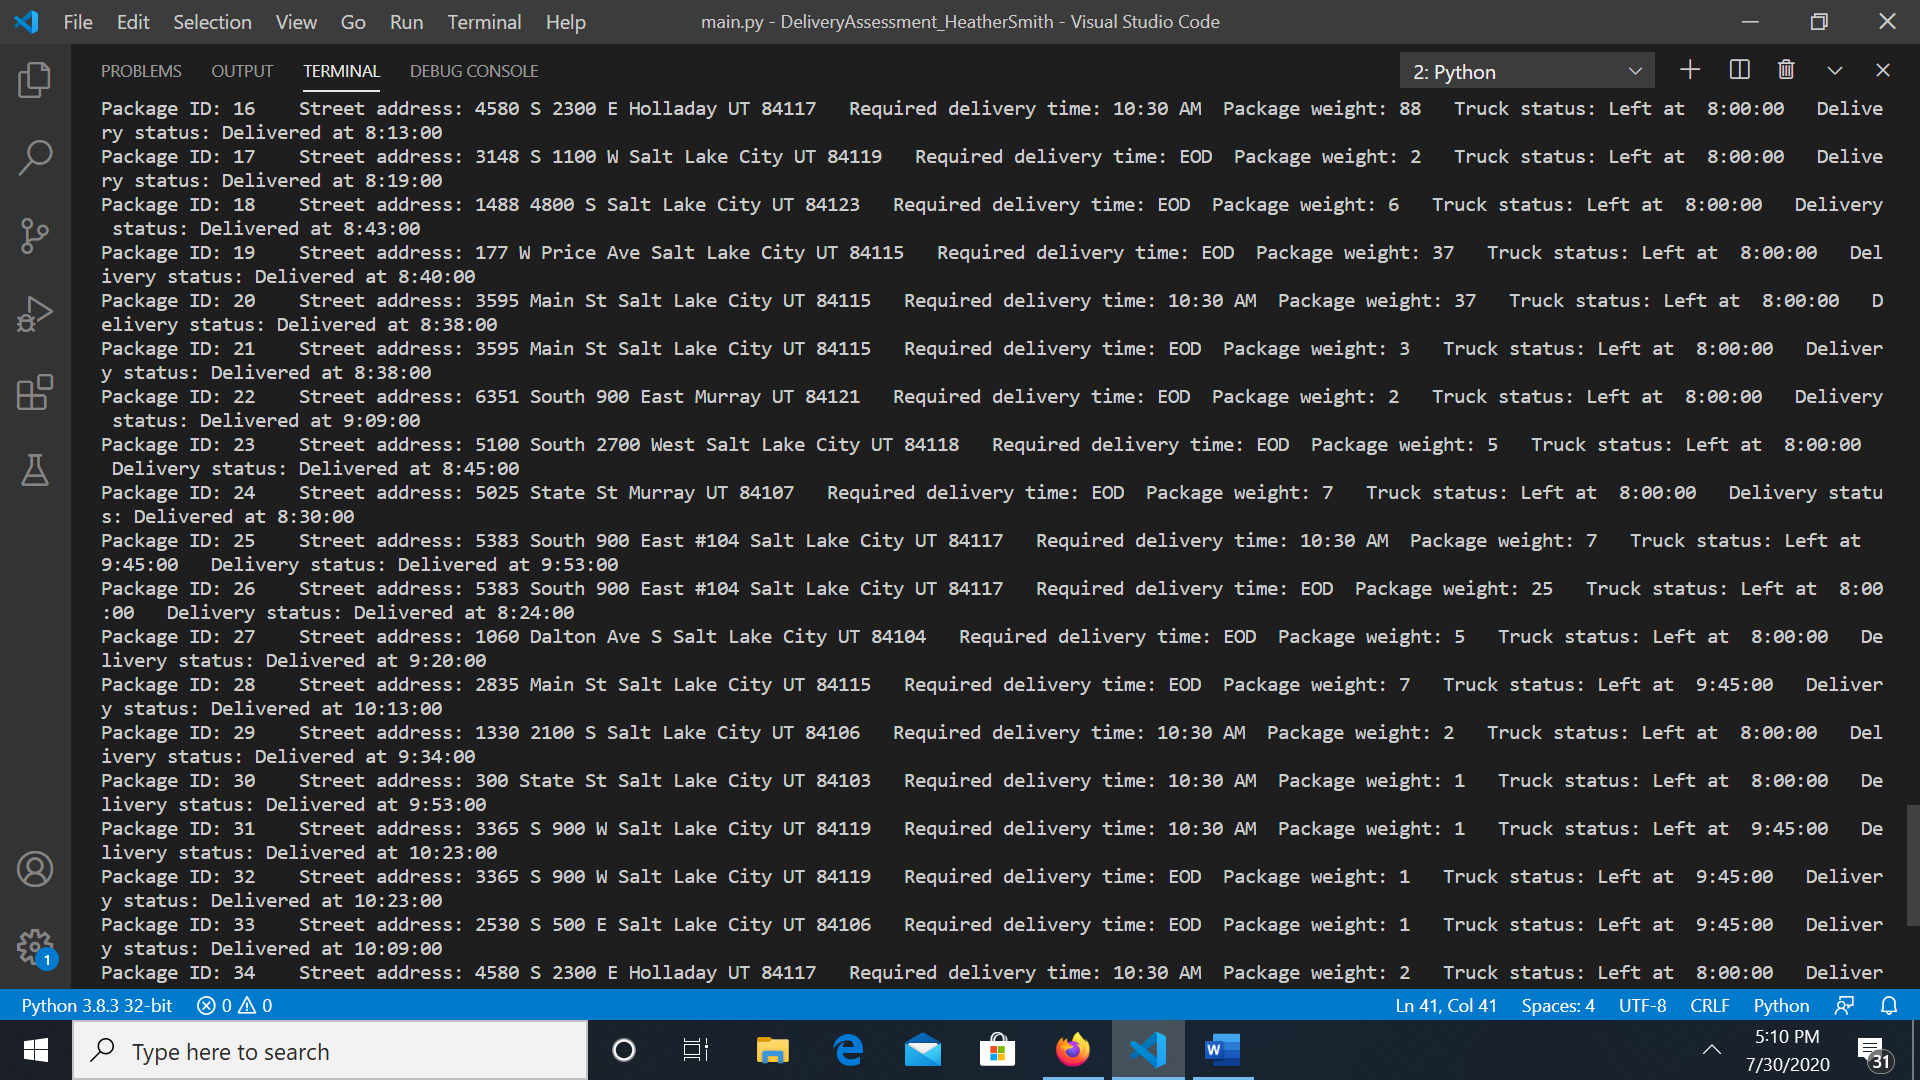 File Edit Selection View Go Run Terminal Help main.py - DeliveryAssessment_HeatherSmith - Visual Studio Code
PROBLEMS OUTPUT TERMINAL DEBUG CONSOLE 2: Python
Package ID: 16    Street address: 4580 S 2300 E Holladay UT 84117   Required delivery time: 10:30 AM  Package weight: 88   Truck status: Left at  8:00:00   Delive
ry status: Delivered at 8:13:00
Package ID: 17    Street address: 3148 S 1100 W Salt Lake City UT 84119   Required delivery time: EOD  Package weight: 2   Truck status: Left at  8:00:00   Delive
ry status: Delivered at 8:19:00
Package ID: 18    Street address: 1488 4800 S Salt Lake City UT 84123   Required delivery time: EOD  Package weight: 6   Truck status: Left at  8:00:00   Delivery
 status: Delivered at 8:43:00
Package ID: 19    Street address: 177 W Price Ave Salt Lake City UT 84115   Required delivery time: EOD  Package weight: 37   Truck status: Left at  8:00:00   Del
ivery status: Delivered at 8:40:00
Package ID: 20    Street address: 3595 Main St Salt Lake City UT 84115   Required delivery time: 10:30 AM  Package weight: 37   Truck status: Left at  8:00:00   D
elivery status: Delivered at 8:38:00
Package ID: 21    Street address: 3595 Main St Salt Lake City UT 84115   Required delivery time: EOD  Package weight: 3   Truck status: Left at  8:00:00   Deliver
y status: Delivered at 8:38:00
Package ID: 22    Street address: 6351 South 900 East Murray UT 84121   Required delivery time: EOD  Package weight: 2   Truck status: Left at  8:00:00   Delivery
 status: Delivered at 9:09:00
Package ID: 23    Street address: 5100 South 2700 West Salt Lake City UT 84118   Required delivery time: EOD  Package weight: 5   Truck status: Left at  8:00:00
 Delivery status: Delivered at 8:45:00
Package ID: 24    Street address: 5025 State St Murray UT 84107   Required delivery time: EOD  Package weight: 7   Truck status: Left at  8:00:00   Delivery statu
s: Delivered at 8:30:00
Package ID: 25    Street address: 5383 South 900 East #104 Salt Lake City UT 84117   Required delivery time: 10:30 AM  Package weight: 7   Truck status: Left at
9:45:00   Delivery status: Delivered at 9:53:00
Package ID: 26    Street address: 5383 South 900 East #104 Salt Lake City UT 84117   Required delivery time: EOD  Package weight: 25   Truck status: Left at  8:00
:00   Delivery status: Delivered at 8:24:00
Package ID: 27    Street address: 1060 Dalton Ave S Salt Lake City UT 84104   Required delivery time: EOD  Package weight: 5   Truck status: Left at  8:00:00   De
livery status: Delivered at 9:20:00
Package ID: 28    Street address: 2835 Main St Salt Lake City UT 84115   Required delivery time: EOD  Package weight: 7   Truck status: Left at  9:45:00   Deliver
y status: Delivered at 10:13:00
Package ID: 29    Street address: 1330 2100 S Salt Lake City UT 84106   Required delivery time: 10:30 AM  Package weight: 2   Truck status: Left at  8:00:00   Del
ivery status: Delivered at 9:34:00
Package ID: 30    Street address: 300 State St Salt Lake City UT 84103   Required delivery time: 10:30 AM  Package weight: 1   Truck status: Left at  8:00:00   De
livery status: Delivered at 9:53:00
Package ID: 31    Street address: 3365 S 900 W Salt Lake City UT 84119   Required delivery time: 10:30 AM  Package weight: 1   Truck status: Left at  9:45:00   De
livery status: Delivered at 10:23:00
Package ID: 32    Street address: 3365 S 900 W Salt Lake City UT 84119   Required delivery time: EOD  Package weight: 1   Truck status: Left at  9:45:00   Deliver
y status: Delivered at 10:23:00
Package ID: 33    Street address: 2530 S 500 E Salt Lake City UT 84106   Required delivery time: EOD  Package weight: 1   Truck status: Left at  9:45:00   Deliver
y status: Delivered at 10:09:00
Package ID: 34    Street address: 4580 S 2300 E Holladay UT 84117   Required delivery time: 10:30 AM  Package weight: 2   Truck status: Left at  8:00:00   Deliver
1
Python 3.8.3 32-bit 0 0 Ln 41, Col 41 Spaces: 4 UTF-8 CRLF Python
Type here to search W 5:10 PM
7/30/2020 31